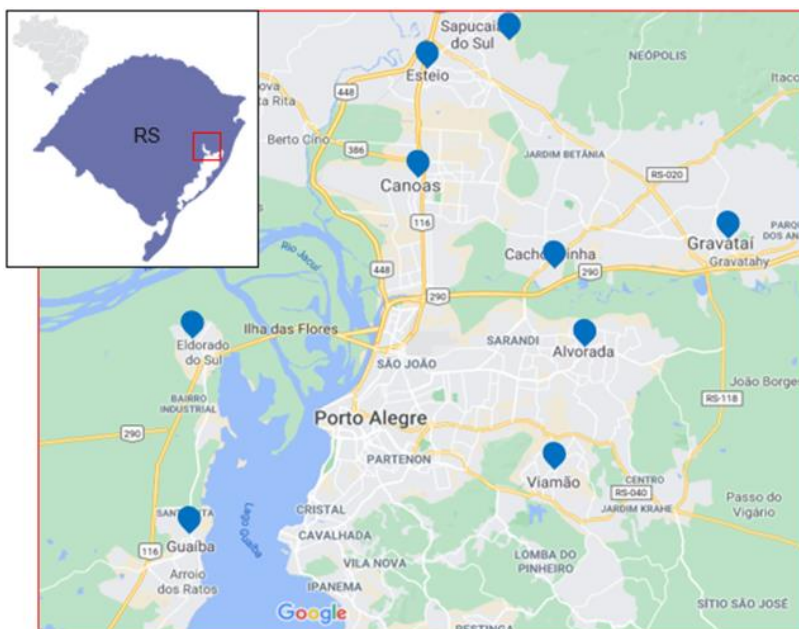 RS
Sapucaia
do Sul
NEÓPOLIS
Esteio
448
Berto Círio
386
Canoas
JARDIM BETÂNIA
RS-020
116
Gravataí
Gravatahy
290
Rio Jacuí
448
290
Eldorado
do Sul
Ilha das Flores
SÃO JOÃO
SARANDI
Alvorada
João Borges
RS-118
BAIRRO
INDUSTRIAL
290
Porto Alegre
PARTENON
Viamão
CENTRO
RS-040
JARDIM KRAHE
Passo do
Vigário
Lago Guaíba
CRISTAL
CAVALHADA
116
Guaíba
Arroio
dos Ratos
VILA NOVA
LOMBA DO
PINHEIRO
IPANEMA
Google
SÍTIO SÃO JOSÉ